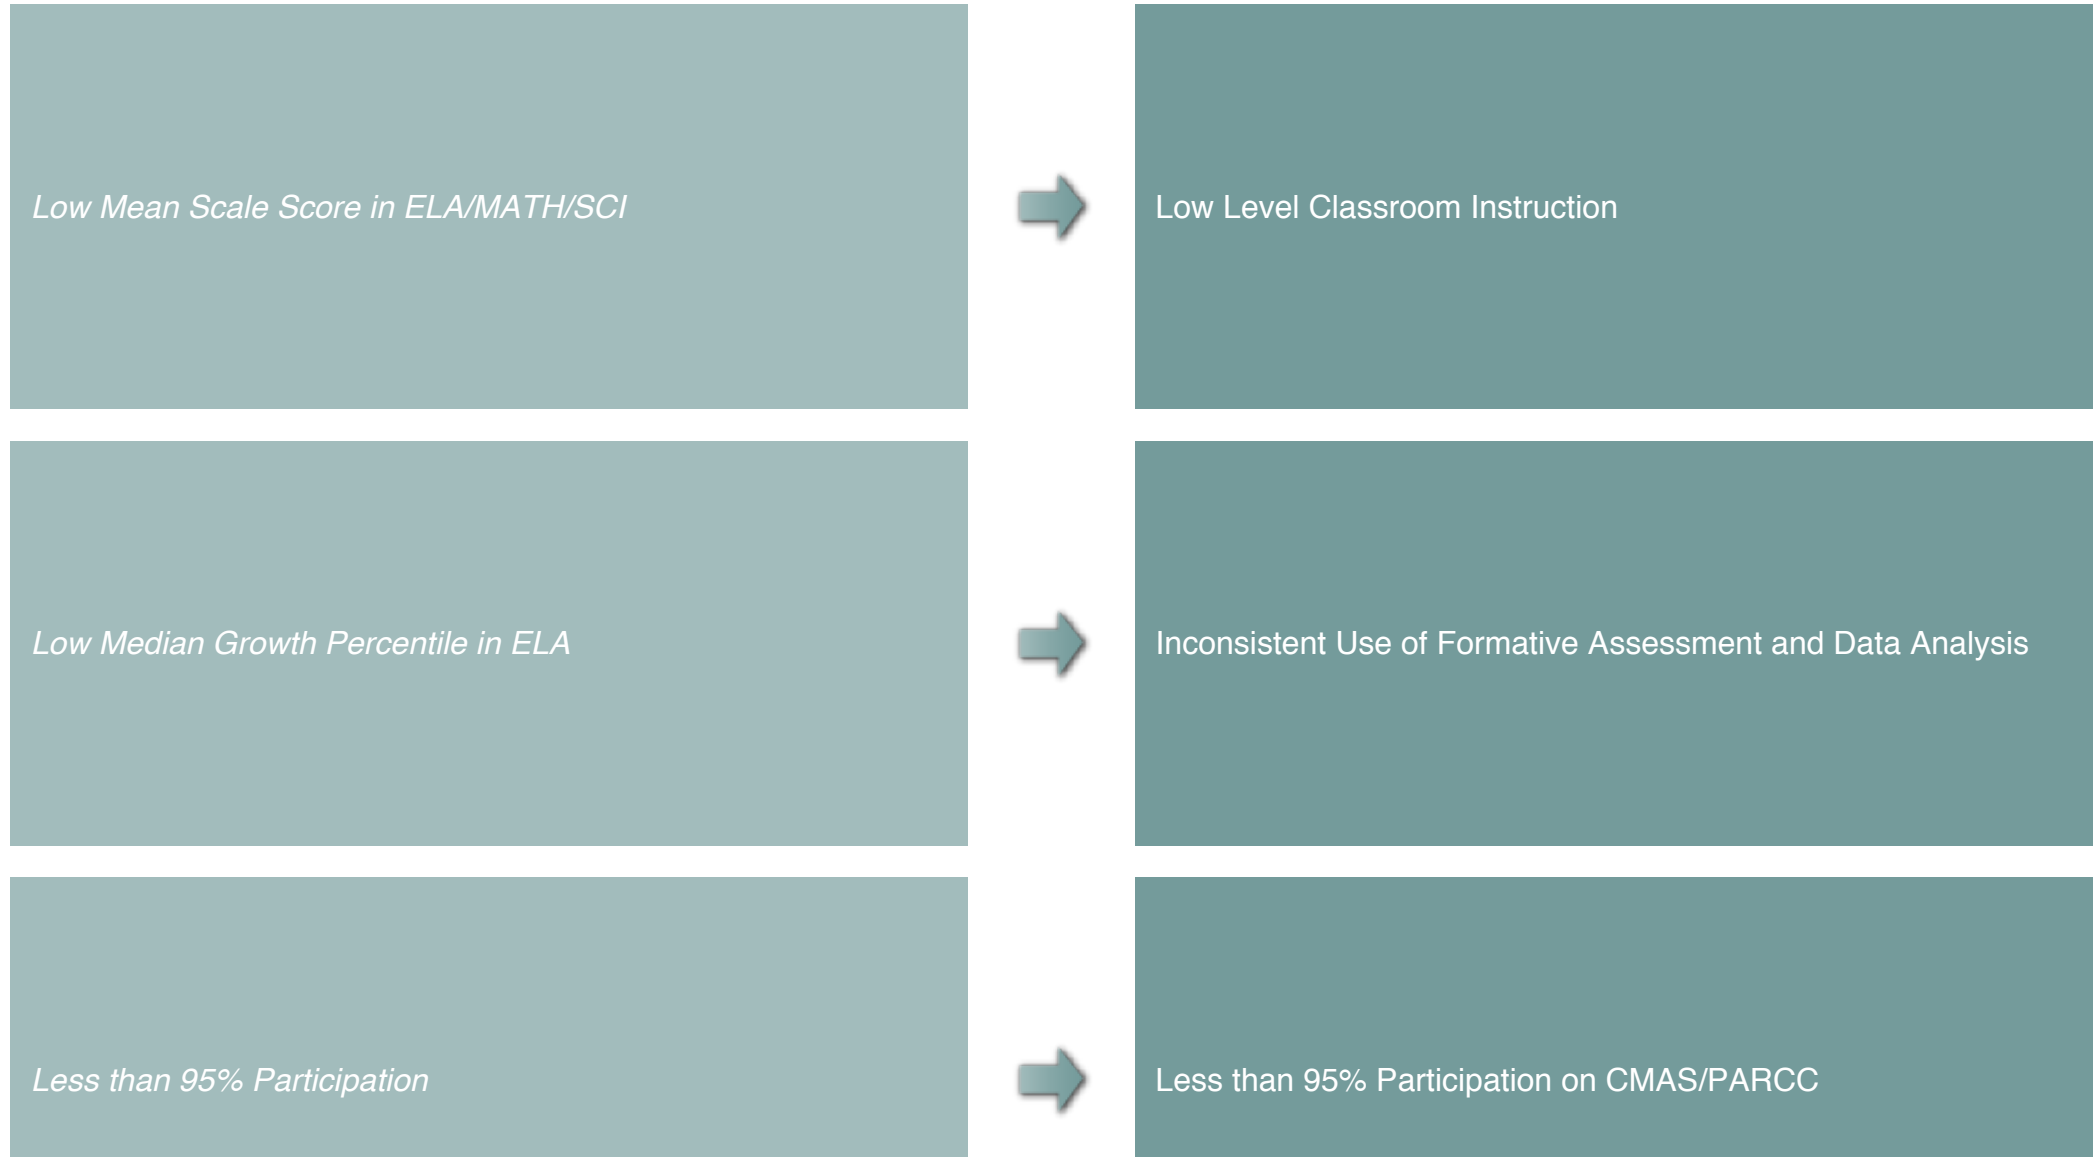 Low Mean Scale Score in ELA/MATH/SCI
Low Level Classroom Instruction
Low Median Growth Percentile in ELA
Inconsistent Use of Formative Assessment and Data Analysis
Less than 95% Participation
Less than 95% Participation on CMAS/PARCC